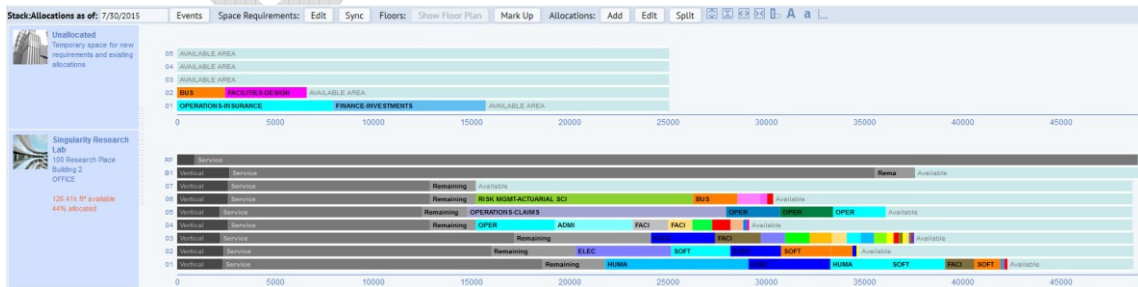 Stack:Allocations as of: 7/30/2015 Events Space Requirements: Edit Sync Floors: Show Floor Plan Mark Up Allocations: Add Edit Split A a
Unallocated
Temporary space for new
requirements and existing
allocations.
05 AVAILABLE AREA
04 AVAILABLE AREA
03 AVAILABLE AREA
02 BUS FACILITIES-DESIGN AVAILABLE AREA
01 OPERATIONS-INSURANCE FINANCE-INVESTMENTS AVAILABLE AREA
0 5000 10000 15000 20000 25000 30000 35000 40000 45000
Singularity Research
Lab
100 Research Place
Building 2
OFFICE
126.41k ft² available
44% allocated
RF Service
B1 Vertical Service Rema Available
07 Vertical Service Remaining Available
06 Vertical Service Remaining RISK MGMT-ACTUARIAL SCI BUS Available
05 Vertical Service Remaining OPERATIONS-CLAIMS OPER OPER OPER Available
04 Vertical Service Remaining OPER ADMI FACI FACI Available
03 Vertical Service Remaining FACI Available
02 Vertical Service Remaining ELEC SOFT SOFT Available
01 Vertical Service Remaining HUMA HUMA SOFT FACI SOFT Available
0 5000 10000 15000 20000 25000 30000 35000 40000 45000